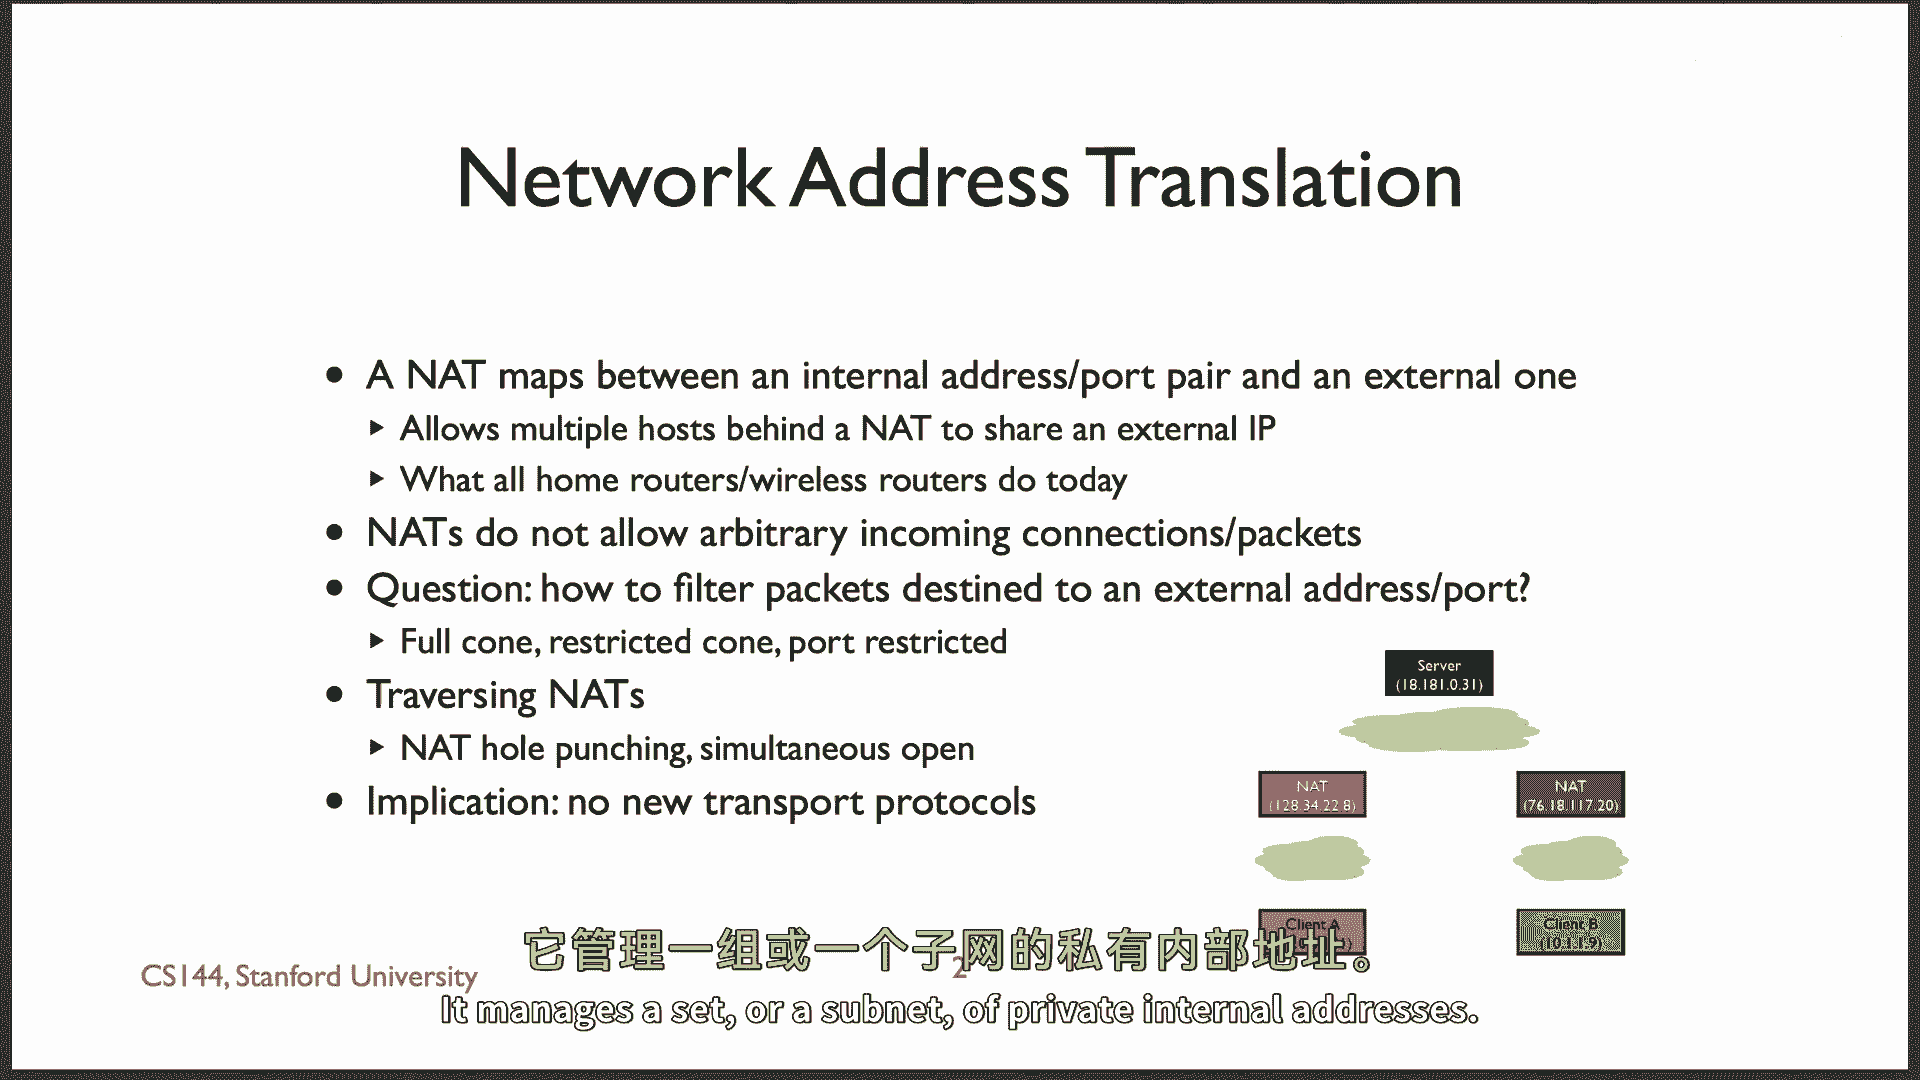 Network Address Translation
• A NAT maps between an internal address/port pair and an external one
▸ Allows multiple hosts behind a NAT to share an external IP
▸ What all home routers/wireless routers do today
• NATs do not allow arbitrary incoming connections/packets
• Question: how to filter packets destined to an external address/port?
▸ Full cone, restricted cone, port restricted
• Traversing NATs
▸ NAT hole punching, simultaneous open
• Implication: no new transport protocols
Server
(18.181.0.31)
NAT
(128.34.22.8)
NAT
(76.18.117.20)
Client A
Client B
(10.1.1.9)
它管理一组或一个子网的私有内部地址。
CS144, Stanford University
2
It manages a set, or a subnet, of private internal addresses.